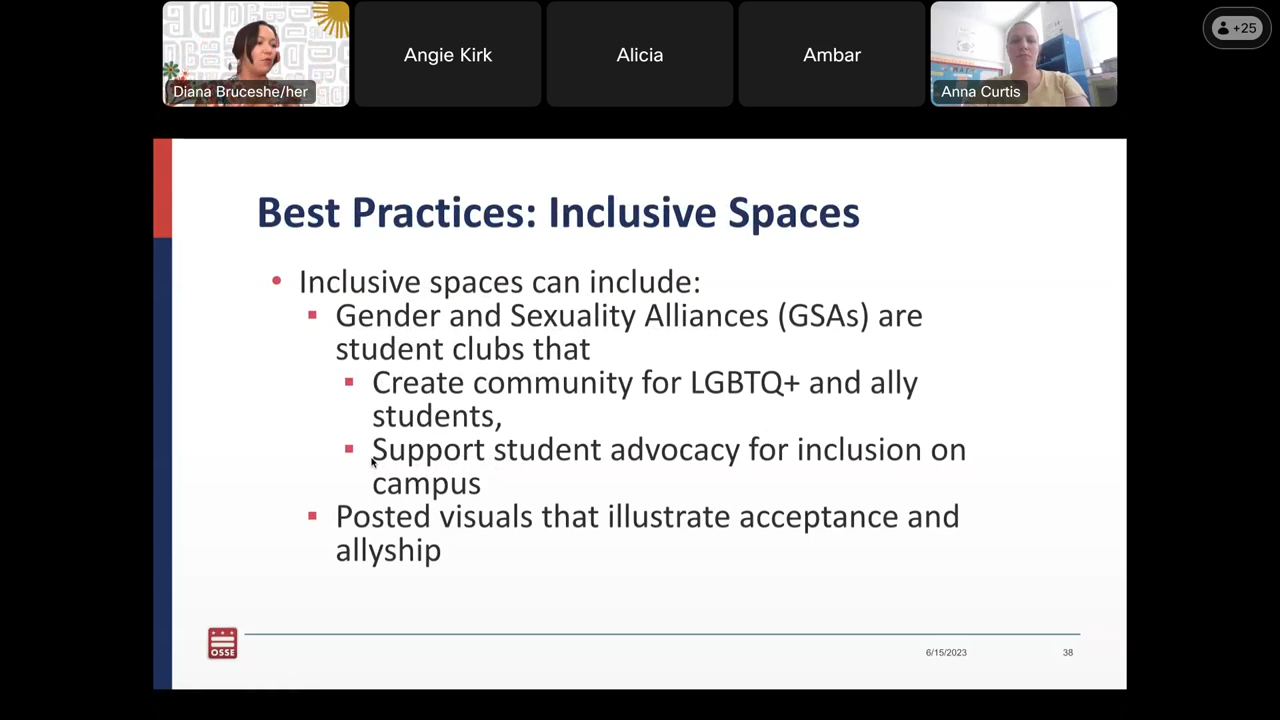 Diana Bruceshe/her
Angie Kirk
Alicia
Ambar
Anna Curtis
+25
Best Practices: Inclusive Spaces
• Inclusive spaces can include:
▪ Gender and Sexuality Alliances (GSAs) are
student clubs that
▪ Create community for LGBTQ+ and ally
students,
▪ Support student advocacy for inclusion on
campus
▪ Posted visuals that illustrate acceptance and
allyship
OSSE
6/15/2023
38